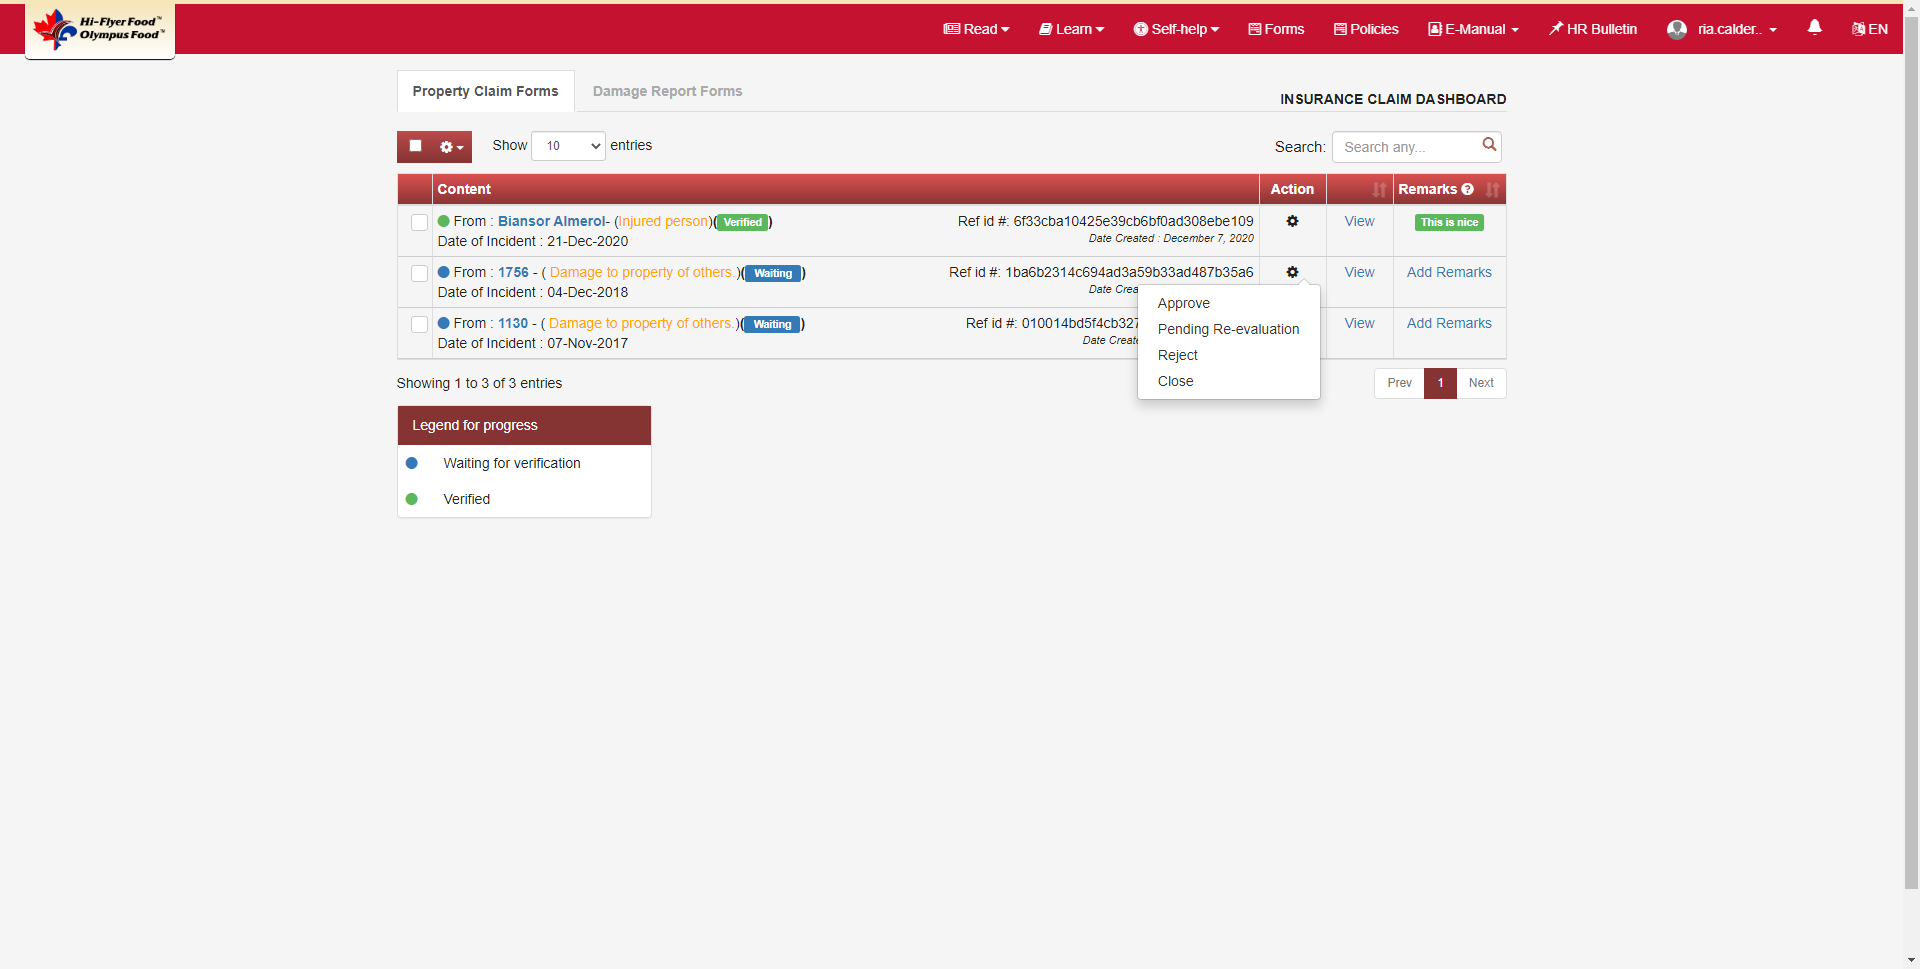 Hi-Flyer Food™
Olympus Food™
Read
Learn
Self-help
Forms
Policies
E-Manual
HR Bulletin
ria.calder..
EN
Property Claim Forms
Damage Report Forms
INSURANCE CLAIM DASHBOARD
Show 10 entries
Search: Search any...
Content
Action
Remarks
From : Biansor Almerol- (Injured person)(Verified)
Date of Incident : 21-Dec-2020
Ref id #: 6f33cba10425e39cb6bf0ad308ebe109
Date Created : December 7, 2020
View
This is nice
From : 1756 - ( Damage to property of others.)(Waiting)
Date of Incident : 04-Dec-2018
Ref id #: 1ba6b2314c694ad3a59b33ad487b35a6
Date Crea
View
Add Remarks
From : 1130 - ( Damage to property of others.)(Waiting)
Date of Incident : 07-Nov-2017
Ref id #: 010014bd5f4cb327
Date Create
View
Add Remarks
Approve
Pending Re-evaluation
Reject
Close
Showing 1 to 3 of 3 entries
Prev
1
Next
Legend for progress
Waiting for verification
Verified